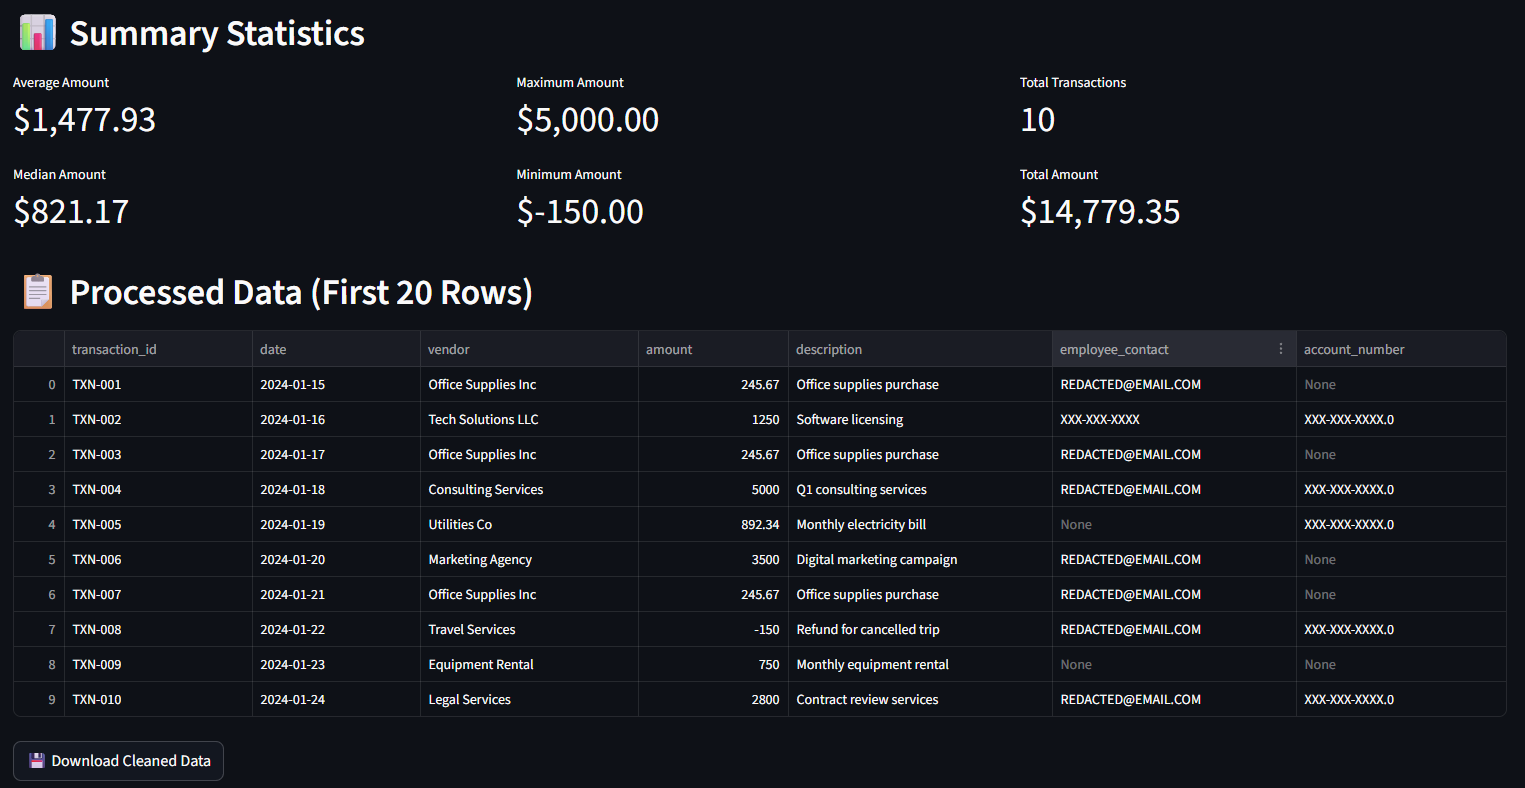 Summary Statistics
Average Amount Maximum Amount Total Transactions
$1,477.93 $5,000.00 10
Median Amount Minimum Amount Total Amount
$821.17 $-150.00 $14,779.35
Processed Data (First 20 Rows)
transaction_id date vendor amount description employee_contact account_number
0 TXN-001 2024-01-15 Office Supplies Inc 245.67 Office supplies purchase REDACTED@EMAIL.COM None
1 TXN-002 2024-01-16 Tech Solutions LLC 1250 Software licensing XXX-XXX-XXXX XXX-XXX-XXXX.0
2 TXN-003 2024-01-17 Office Supplies Inc 245.67 Office supplies purchase REDACTED@EMAIL.COM None
3 TXN-004 2024-01-18 Consulting Services 5000 Q1 consulting services REDACTED@EMAIL.COM XXX-XXX-XXXX.0
4 TXN-005 2024-01-19 Utilities Co 892.34 Monthly electricity bill None XXX-XXX-XXXX.0
5 TXN-006 2024-01-20 Marketing Agency 3500 Digital marketing campaign REDACTED@EMAIL.COM None
6 TXN-007 2024-01-21 Office Supplies Inc 245.67 Office supplies purchase REDACTED@EMAIL.COM None
7 TXN-008 2024-01-22 Travel Services -150 Refund for cancelled trip REDACTED@EMAIL.COM XXX-XXX-XXXX.0
8 TXN-009 2024-01-23 Equipment Rental 750 Monthly equipment rental None None
9 TXN-010 2024-01-24 Legal Services 2800 Contract review services REDACTED@EMAIL.COM XXX-XXX-XXXX.0
Download Cleaned Data